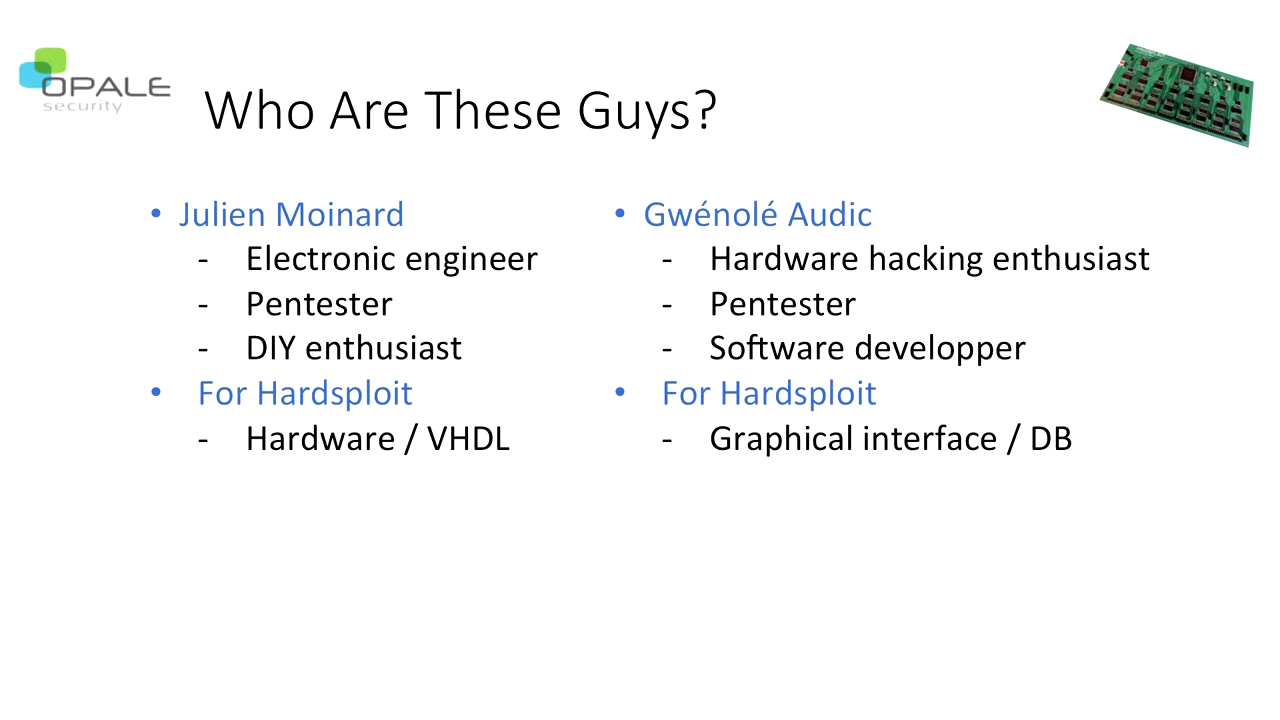 OPALE
security
Who Are These Guys?
• Julien Moinard
- Electronic engineer
- Pentester
- DIY enthusiast
• For Hardsploit
- Hardware / VHDL
• Gwénolé Audic
- Hardware hacking enthusiast
- Pentester
- Software developper
• For Hardsploit
- Graphical interface / DB